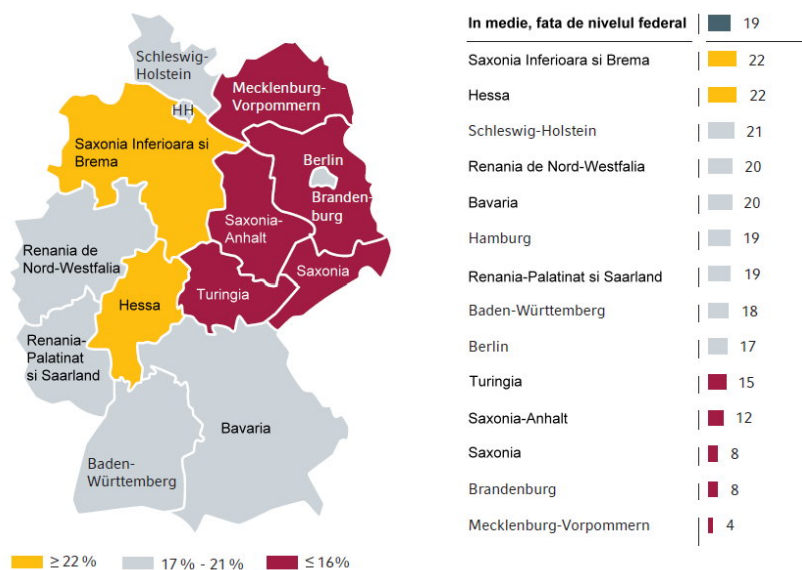 Schleswig-
Holstein
Mecklenburg-
Vorpommern
HH
Saxonia Inferioara si
Brema
Berlin
Branden-
burg
Saxonia-
Anhalt
Renania de
Nord-Westfalia
Saxonia
Hessa
Turingia
Renania-
Palatinat
si Saarland
Bavaria
Baden-
Württemberg
≥ 22 %
17 % - 21 %
≤ 16%
In medie, fata de nivelul federal 19
Saxonia Inferioara si Brema 22
Hessa 22
Schleswig-Holstein 21
Renania de Nord-Westfalia 20
Bavaria 20
Hamburg 19
Renania-Palatinat si Saarland 19
Baden-Württemberg 18
Berlin 17
Turingia 15
Saxonia-Anhalt 12
Saxonia 8
Brandenburg 8
Mecklenburg-Vorpommern 4